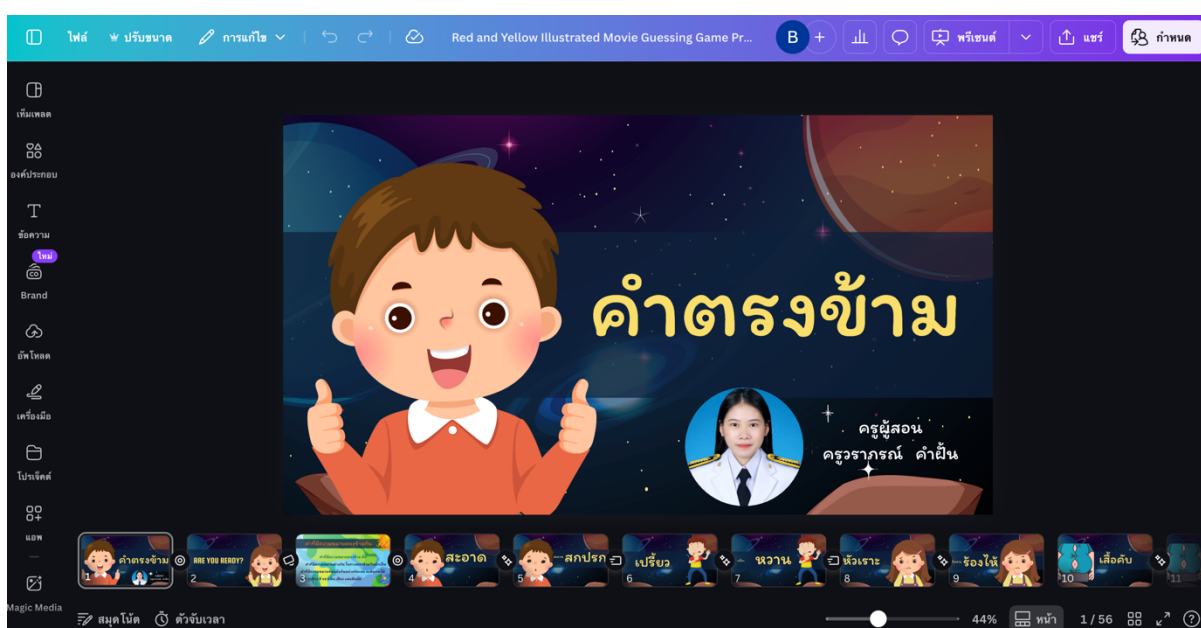 ไฟล์
ปรับขนาด
การแก้ไข
Red and Yellow Illustrated Movie Guessing Game Pr...
B
+
พรีเซนต์
แชร์
กำหนด
เท็มเพลต
องค์ประกอบ
ข้อความ
ใหม่
Brand
อัพโหลด
เครื่องมือ
โปรเจ็คต์
แอพ
Magic Media
คำตรงข้าม
ครูผู้สอน
ครูวราภรณ์ คำฝั้น
คำตรงข้าม
1
ARE YOU READY?
2
3
สะอาด
4
สกปรก
5
เปรี้ยว
6
หวาน
7
หัวเราะ
8
ร้องไห้
9
เสื้อคับ
10
11
สมุดโน้ต
ตัวจับเวลา
44%
หน้า
1 / 56